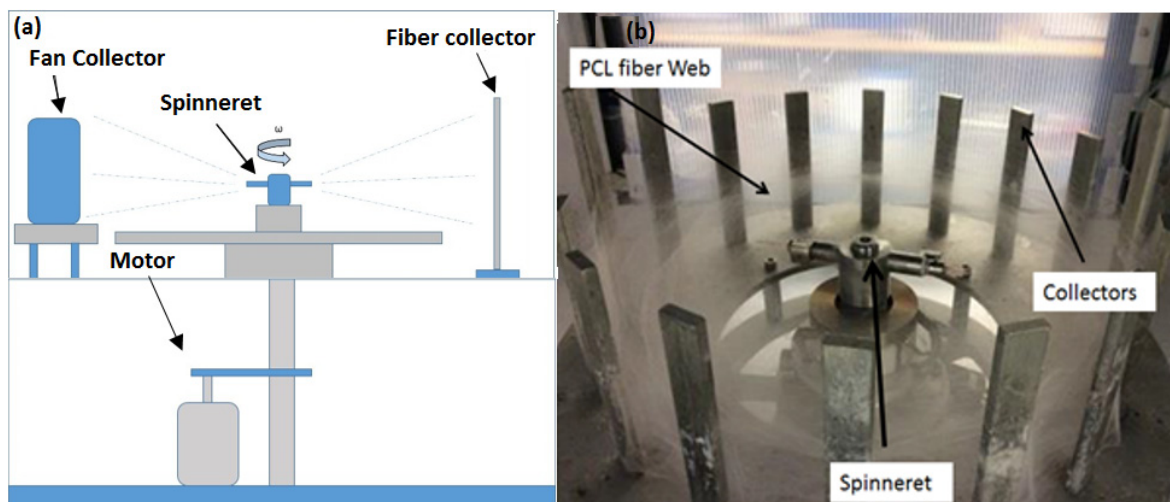 (a)
Fan Collector
Spinneret
Fiber collector
ω
Motor
(b)
PCL fiber Web
Collectors
Spinneret